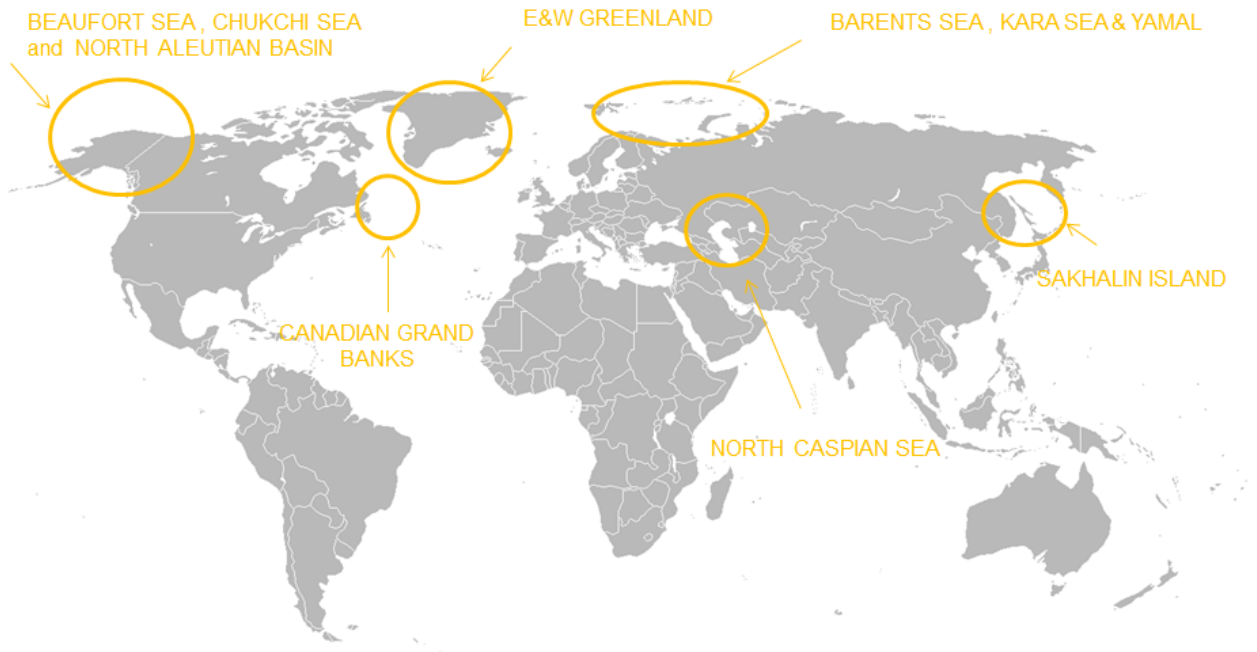 BEAUFORT SEA , CHUKCHI SEA
and NORTH ALEUTIAN BASIN
E&W GREENLAND
BARENTS SEA , KARA SEA & YAMAL
SAKHALIN ISLAND
CANADIAN GRAND
BANKS
NORTH CASPIAN SEA